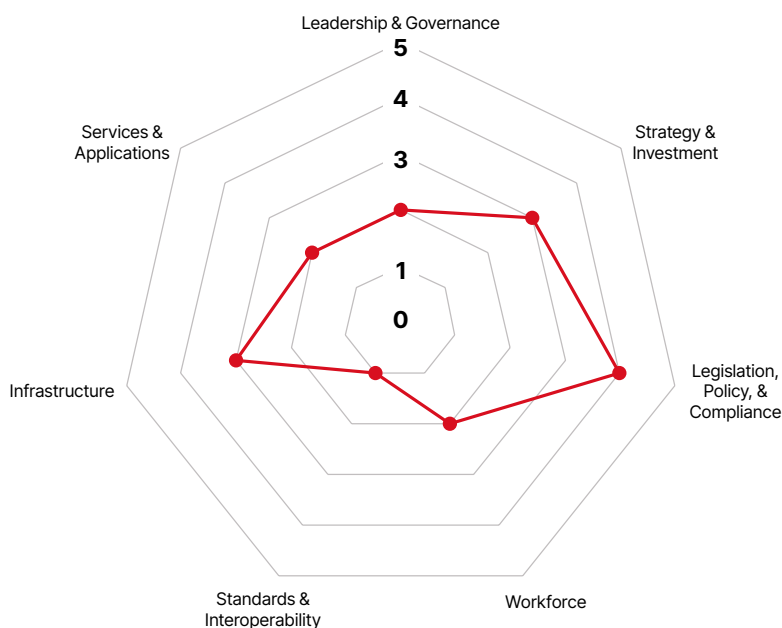 Leadership & Governance
5
4
3
1
0
Services &
Applications
Strategy &
Investment
Infrastructure
Legislation,
Policy, &
Compliance
Standards &
Interoperability
Workforce